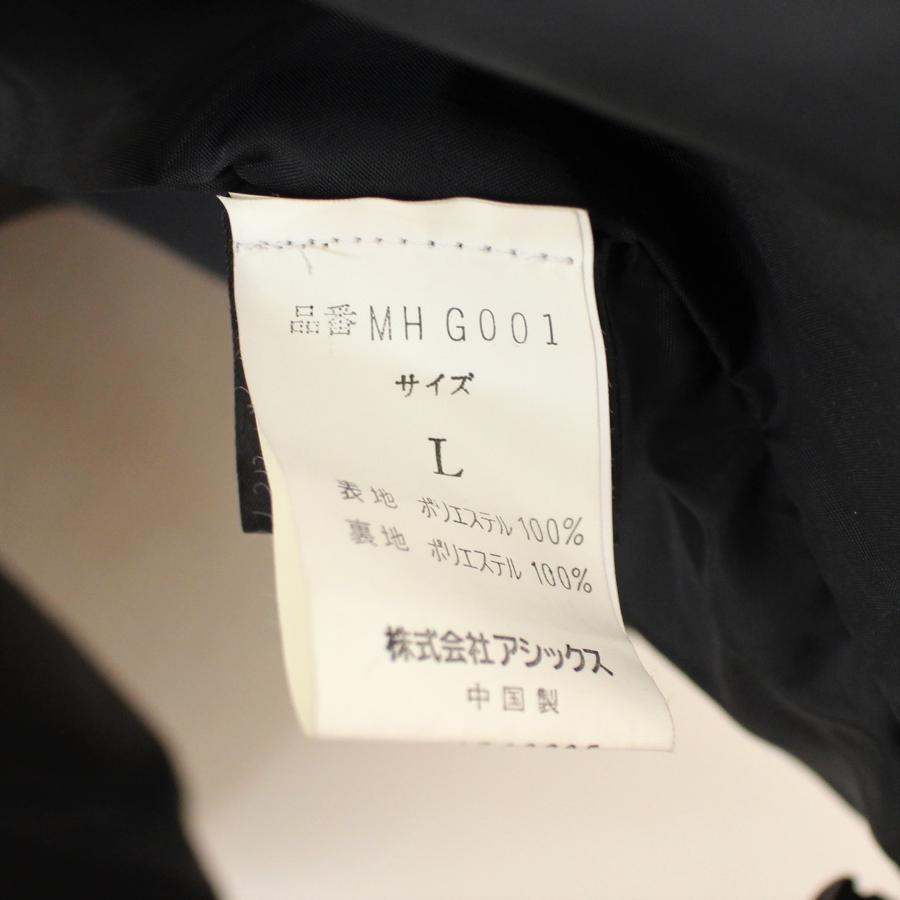 品番 MH G001
サイズ
L
表地 ポリエステル 100%
裏地 ポリエステル 100%
株式会社アシックス
中国製